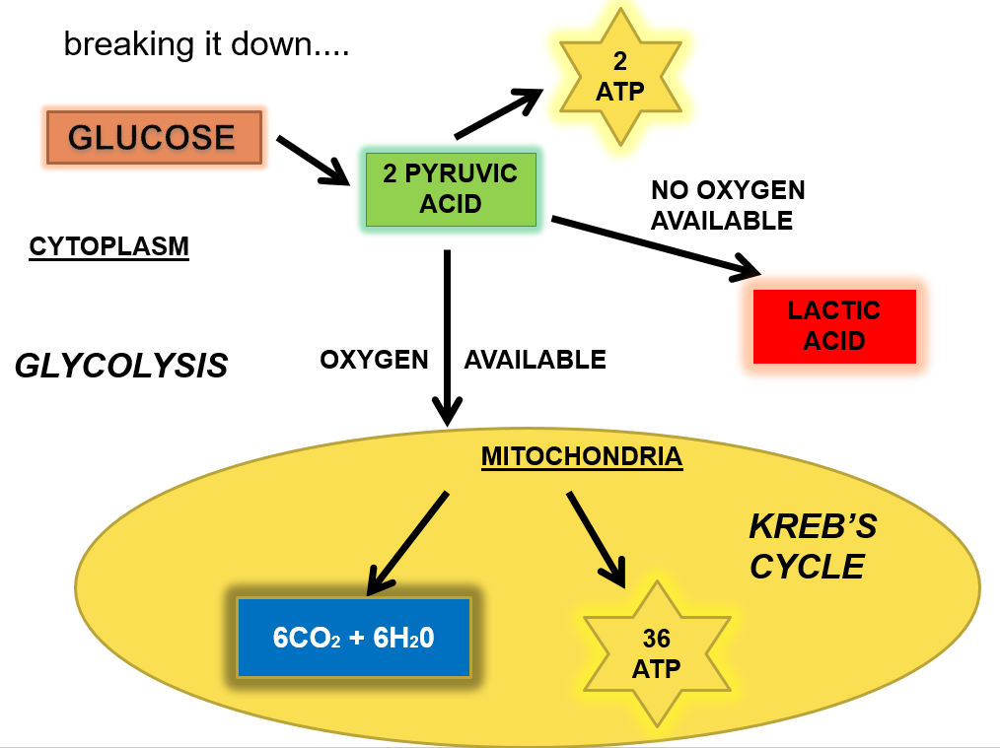 breaking it down....
2
ATP
GLUCOSE
2 PYRUVIC
ACID
NO OXYGEN
AVAILABLE
CYTOPLASM
LACTIC
ACID
GLYCOLYSIS
OXYGEN AVAILABLE
MITOCHONDRIA
KREB’S
CYCLE
6CO₂ + 6H₂0
36
ATP